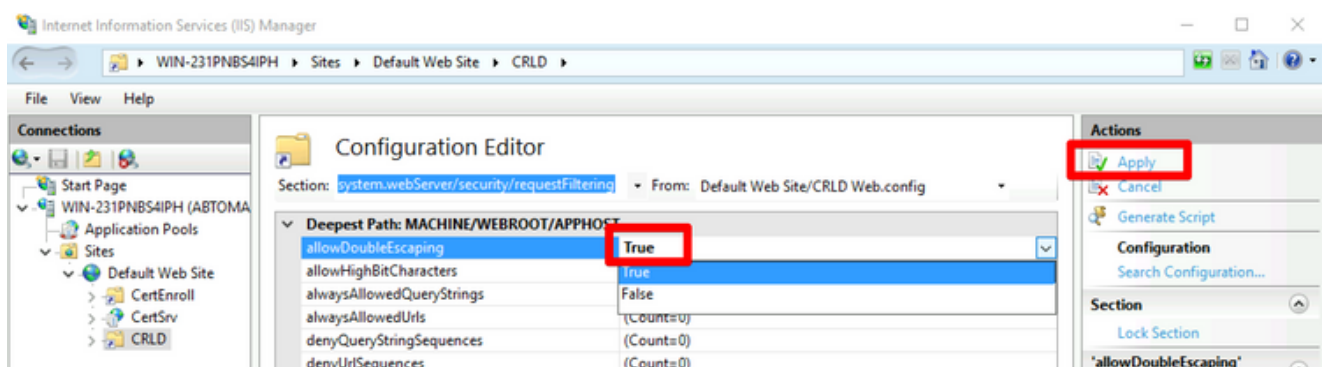 Internet Information Services (IIS) Manager
WIN-231PNBS4IPH Sites Default Web Site CRLD
File View Help
Connections
Start Page
WIN-231PNBS4IPH (ABTOMA
Application Pools
Sites
Default Web Site
CertEnroll
CertSrv
CRLD
Configuration Editor
Section: system.webServer/security/requestFiltering From: Default Web Site/CRLD Web.config
Deepest Path: MACHINE/WEBROOT/APPHOST
allowDoubleEscaping True
allowHighBitCharacters True
alwaysAllowedQueryStrings False
alwaysAllowedUrls (Count=0)
denyQueryStringSequences (Count=0)
denyUrlSequences (Count=0)
Actions
Apply
Cancel
Generate Script
Configuration
Search Configuration...
Section
Lock Section
'allowDoubleEscaping'